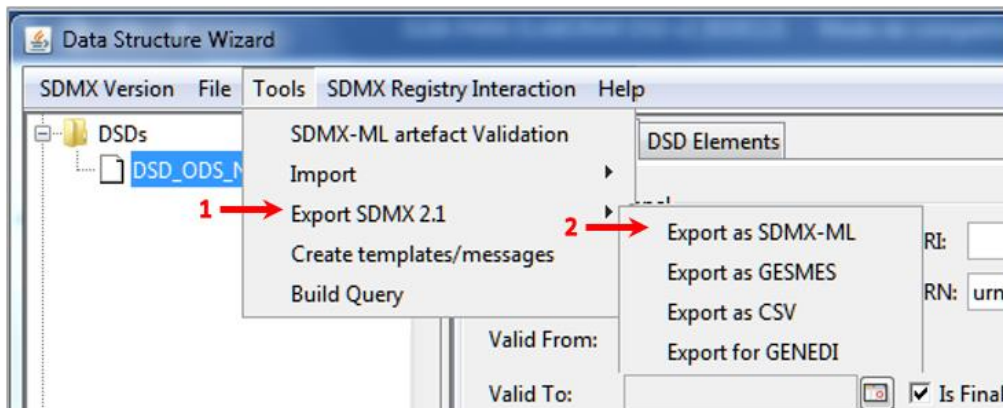 Data Structure Wizard
SDMX Version File Tools SDMX Registry Interaction Help
DSDs
DSD_ODS_N
SDMX-ML artefact Validation
Import
1 Export SDMX 2.1
Create templates/messages
Build Query
DSD Elements
2 Export as SDMX-ML
Export as GESMES
Export as CSV
Export for GENEDI
RI:
RN: urn
Valid From:
Valid To:
Is Final